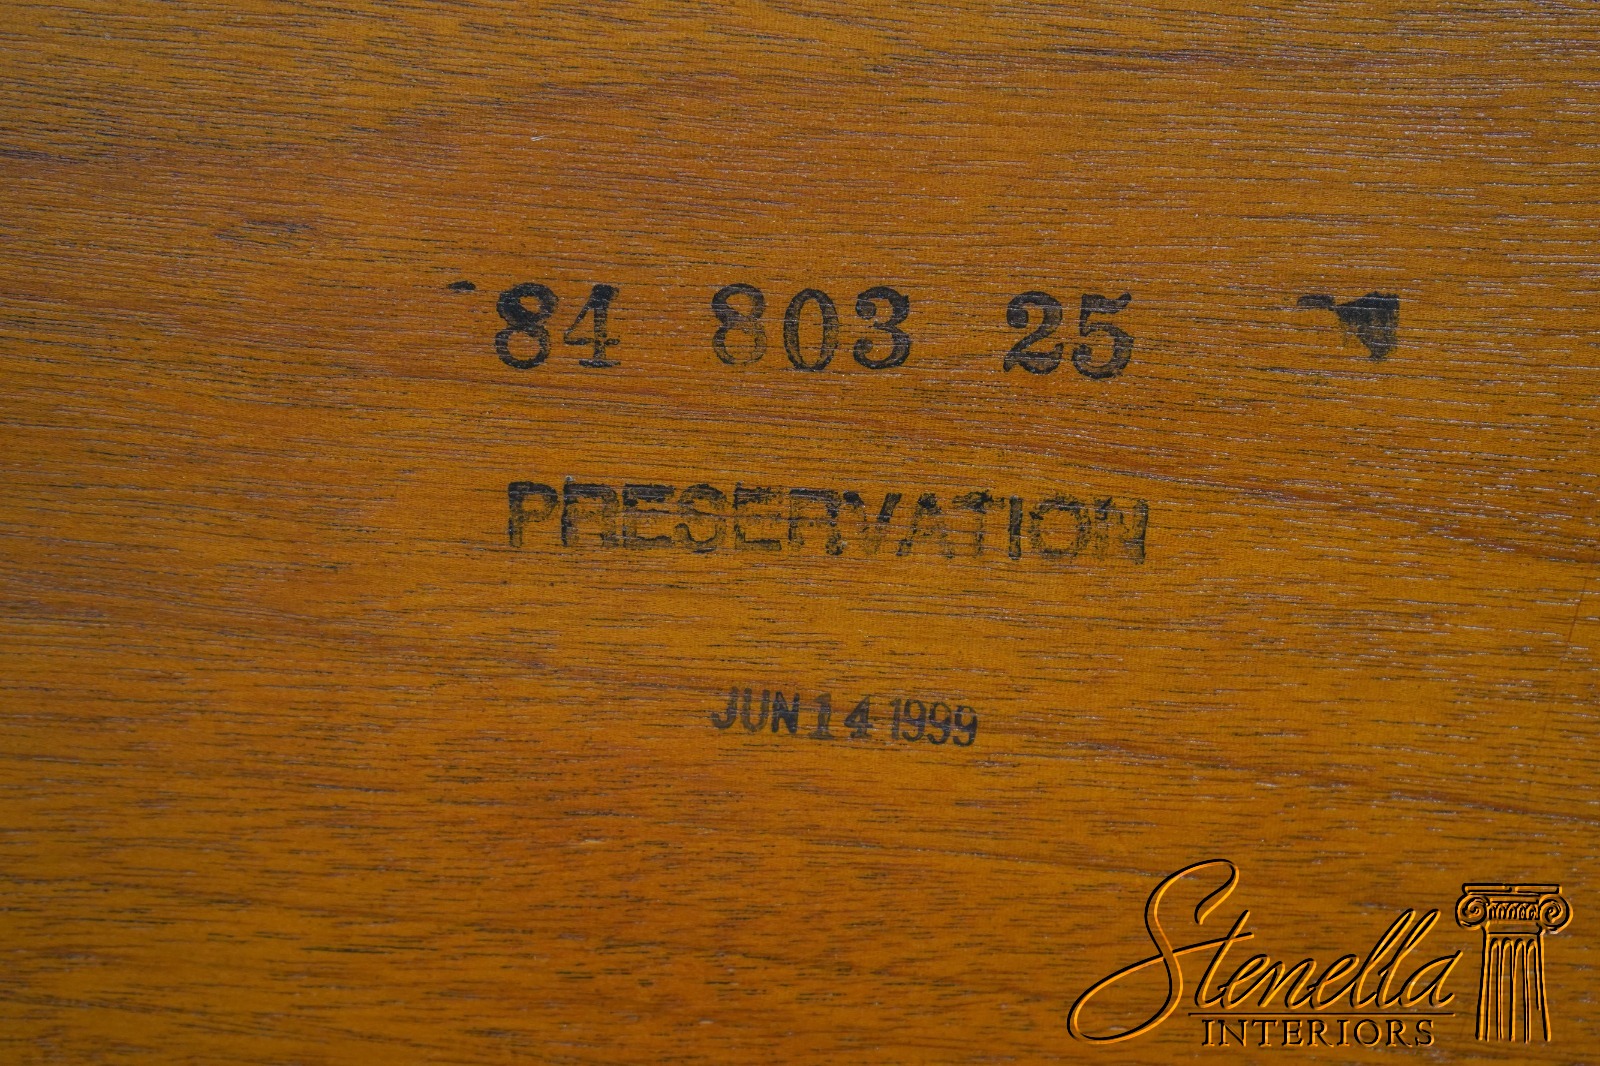 84 803 25
PRESERVATION
JUN 14 1999
Stenella
INTERIORS